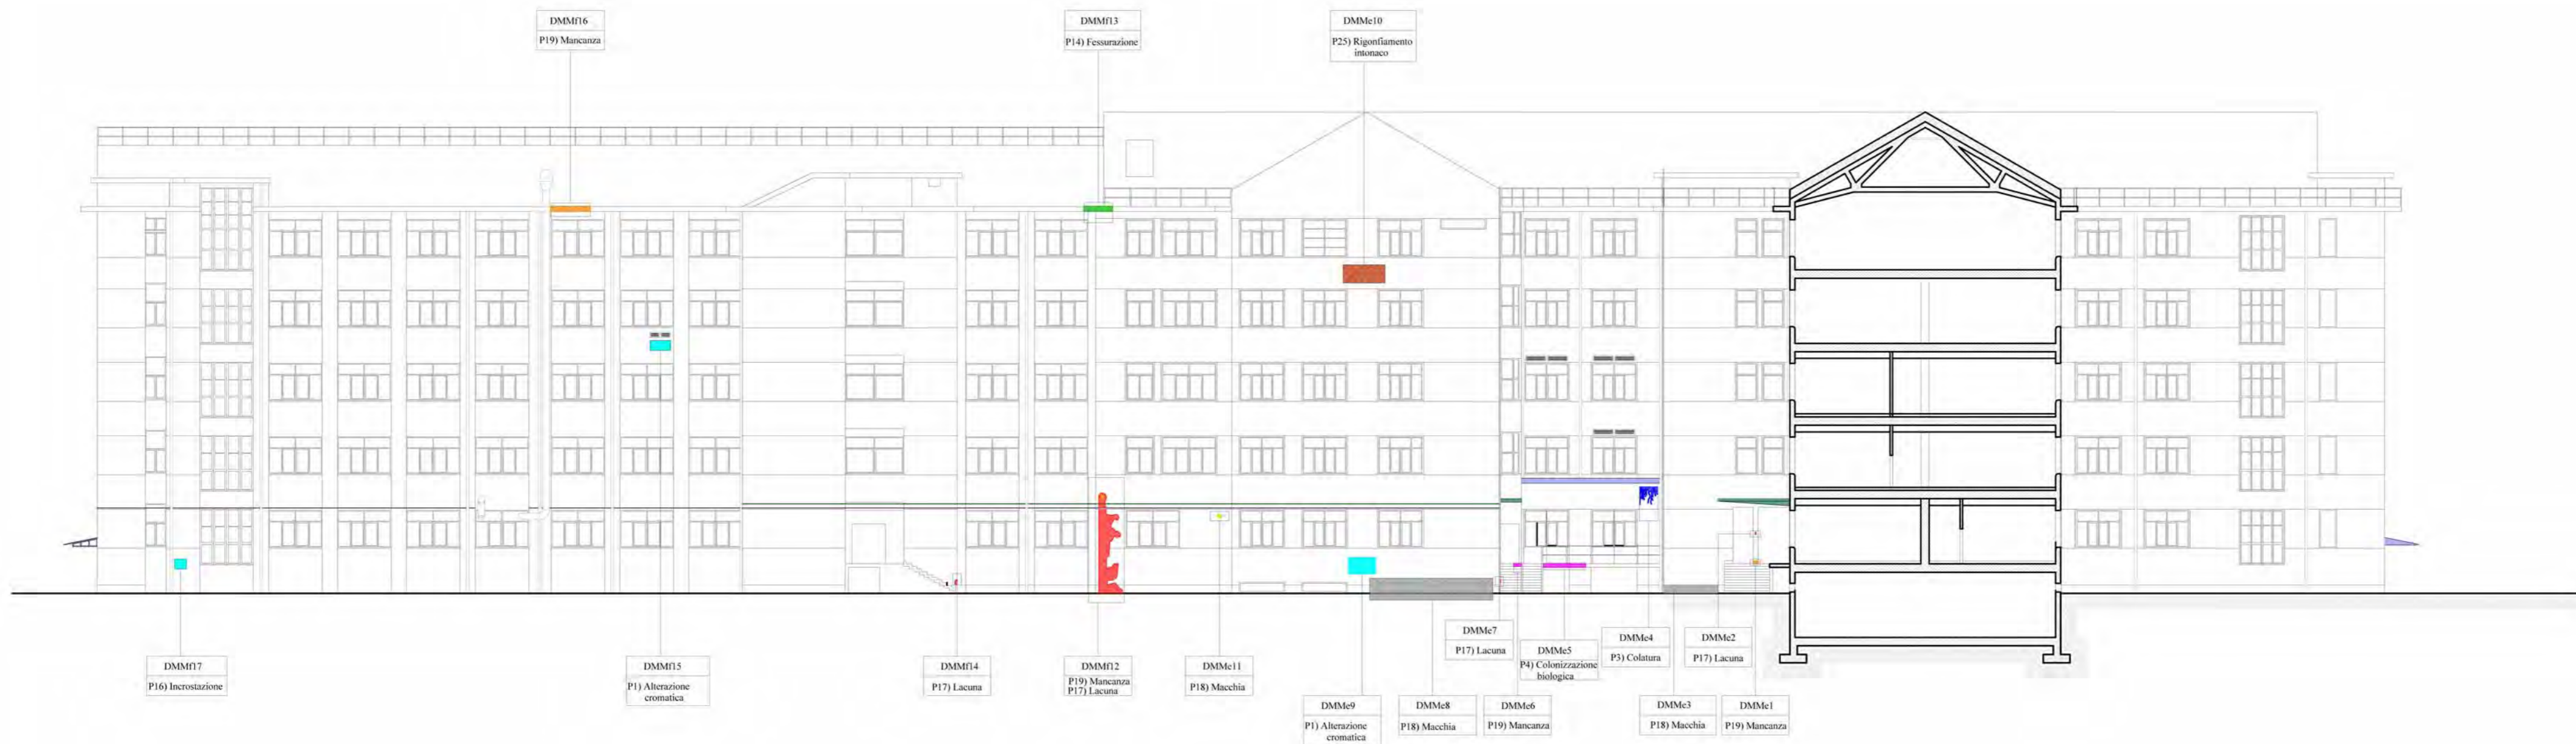 DMMf16
P19) Mancanza
DMMf13
P14) Fessurazione
DMMe10
P25) Rigonfiamento
intonaco
DMMf17
P16) Incrostazione
DMMf15
P1) Alterazione
cromatica
DMMf14
P17) Lacuna
DMMf12
P19) Mancanza
P17) Lacuna
DMMe11
P18) Macchia
DMMe9
P1) Alterazione
cromatica
DMMe8
P18) Macchia
DMMe7
P17) Lacuna
DMMe6
P19) Mancanza
DMMe5
P4) Colonizzazione
biologica
DMMe4
P3) Colatura
DMMe3
P18) Macchia
DMMe2
P17) Lacuna
DMMe1
P19) Mancanza